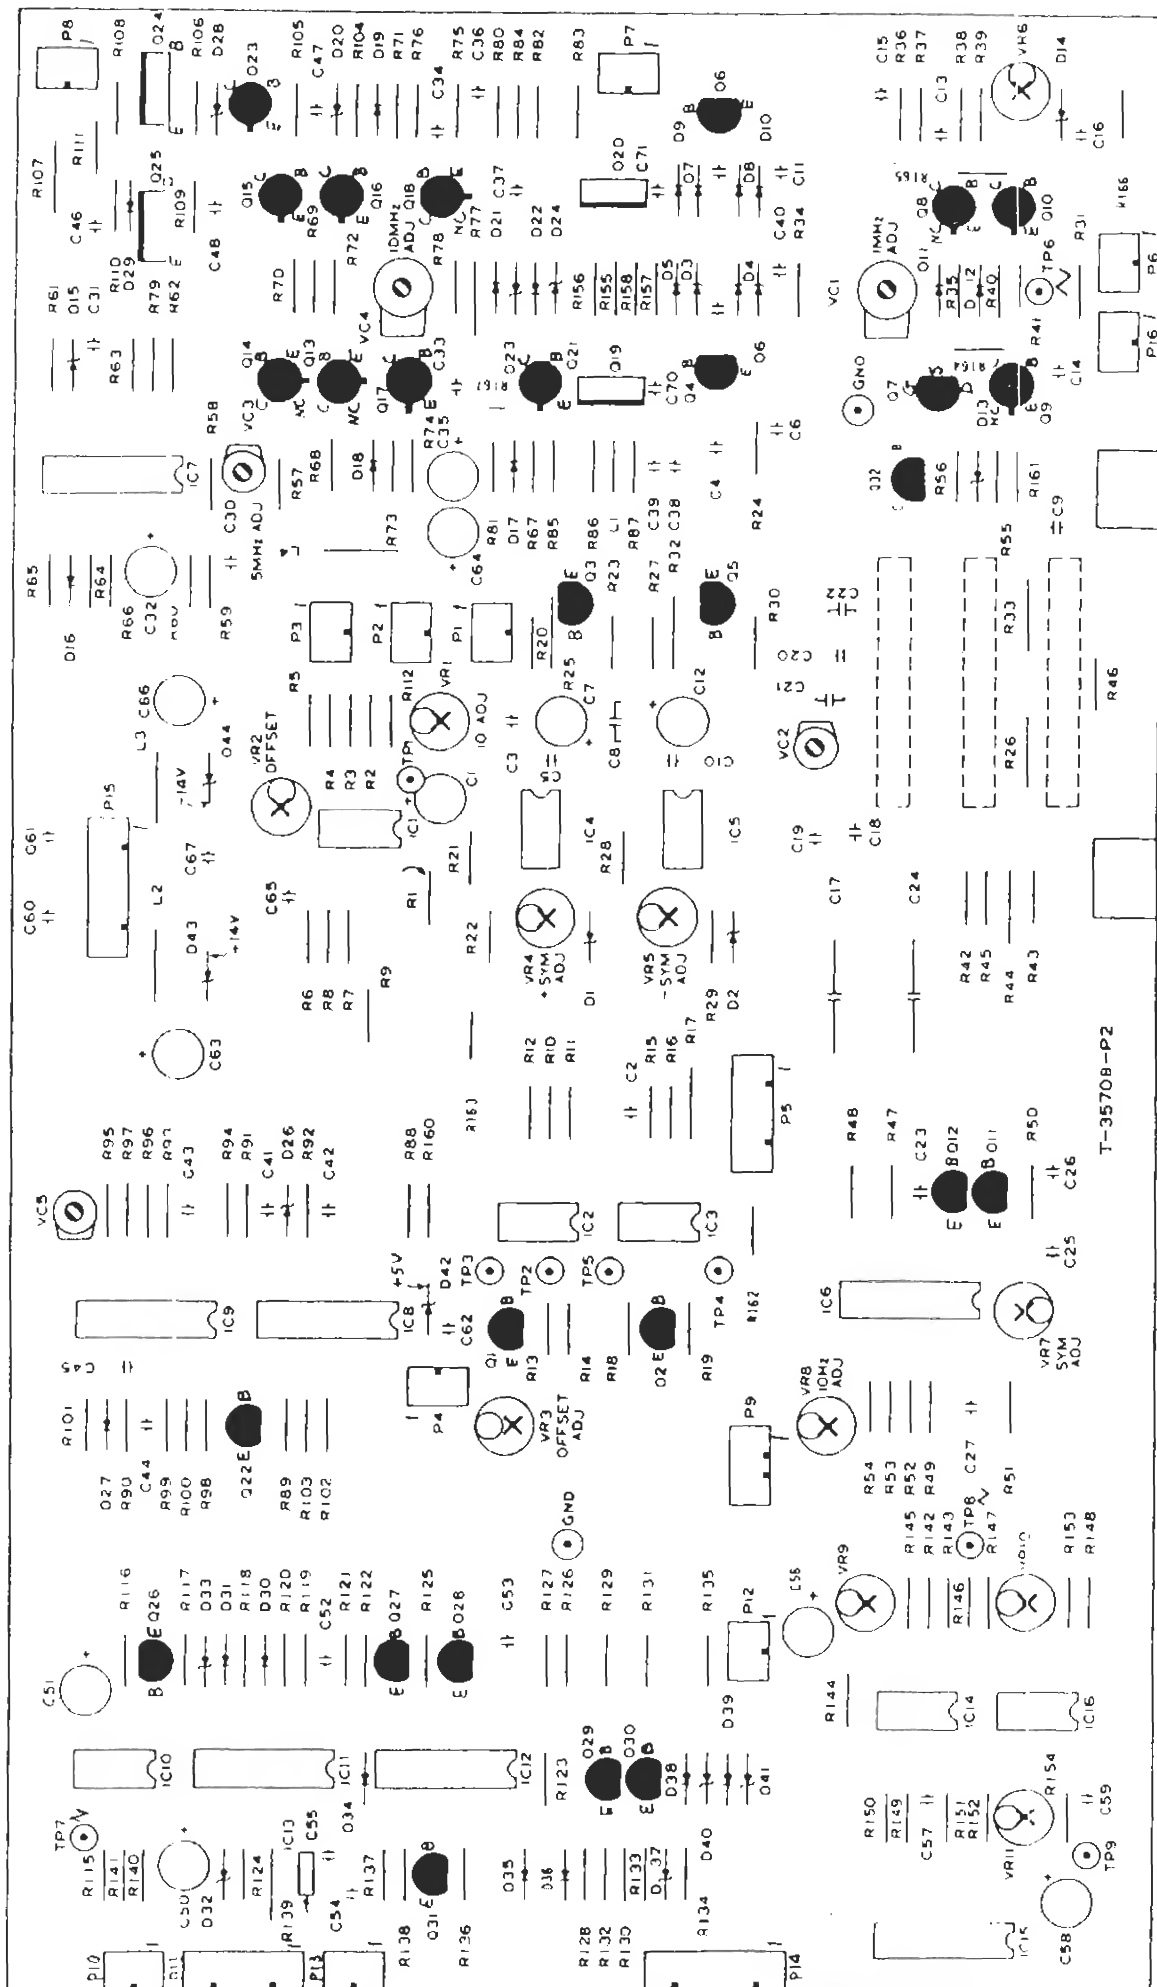 P8
R108
Q24
B
R106
D28
Q23
R105
C47
D20
R104
D19
R71
R76
C34
R75
C36
R80
R84
R82
R83
P7
Q6
D9
D10
C15
R36
R37
C13
R38
R39
VR6
D14
C16
R107
R111
Q25
R109
C48
Q15
R69
R72
Q16
Q18
R77
C37
D21
D22
D24
Q20
C71
D7
D8
C11
C40
R34
R165
Q8
Q10
R166
R31
C46
R110
D29
R79
R62
R61
D15
C31
R63
R70
10MHz
ADJ
VC4
R78
NC
R156
R155
R158
R157
D5
D3
D4
1MHz
ADJ
VC1
D11
R35
D12
R40
TP6
R41
P6
P16
Q14
Q13
NC
Q17
C33
Q21
Q19
C70
Q4
GND
Q7
D13
NC
Q9
C14
R58
VC3
IC7
R57
R68
D18
R74
C35
C30
5MHz ADJ
R73
R81
D17
R67
R85
R86
L1
R87
C39
C38
C4
C6
R24
Q32
R56
R161
C9
R65
D16
R64
R66
C32
R59
C64
Q3
R23
R27
R32
Q5
R30
C22
C20
C21
R55
R33
P3
P2
P1
R20
R5
R112
VR1
10 ADJ
C66
L3
D44
VR2
OFFSET
R4
R3
R2
TP1
C1
C3
R25
C7
C8
C12
C10
VC2
R26
R46
P15
-14V
C61
C67
IC1
IC4
R28
IC5
C19
C18
C60
L2
C65
R1
R21
D43
+14V
R6
R8
R7
R9
R22
VR4
+ SYM
ADJ
D1
VR5
- SYM
ADJ
R29
D2
C17
C24
R42
R45
R44
R43
C63
R163
R12
R10
R11
C2
R15
R16
R17
P5
T-3570B-P2
R95
R97
R96
C43
R94
R91
C41
D26
R92
C42
R88
R160
R48
R47
C23
Q12
Q11
R50
VC5
IC2
IC3
C26
C25
IC9
IC8
+5V
D42
C62
TP3
TP2
TP5
TP4
R162
IC6
Q1
R13
R14
R18
R19
VR7
SYM
ADJ
R101
D27
R90
C44
R99
R100
R98
Q22
R89
R103
R102
P4
VR3
OFFSET
ADJ
P9
VR8
10Hz
ADJ
R54
R53
R52
R49
C27
R51
GND
R116
Q26
R117
D33
D31
R118
D30
R120
R119
C52
R121
R122
Q27
R125
Q28
C53
R127
R126
R129
R131
R135
P12
VR9
R145
R142
R143
TP8
R147
R146
R153
R148
C51
IC10
IC11
IC12
R123
D39
D38
D41
R144
IC14
IC16
TP7
R115
R141
R140
C50
D32
R124
R139
IC13
C55
C54
D34
R137
R138
Q31
R136
D35
D36
R133
D37
D40
R134
R128
R132
R130
R150
R149
C57
R151
R152
VR11
R154
C59
TP9
C58
IC15
P10
P13
P14